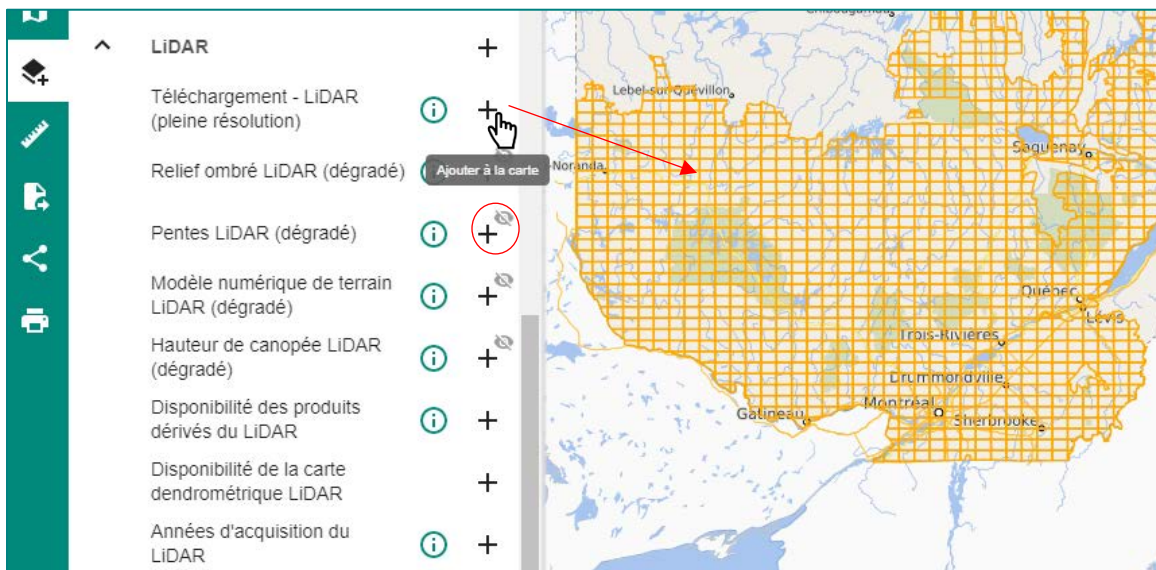 LiDAR
Téléchargement - LiDAR
(pleine résolution)
Relief ombré LiDAR (dégradé)
Ajouter à la carte
Pentes LiDAR (dégradé)
Modèle numérique de terrain
LiDAR (dégradé)
Hauteur de canopée LiDAR
(dégradé)
Disponibilité des produits
dérivés du LiDAR
Disponibilité de la carte
dendrométrique LiDAR
Années d'acquisition du
LiDAR
Lebel-sur-Quévillon
Saguenay
-Noranda
Québec
Lévis
Trois-Rivières
Drummondville
Montréal
Gatineau
Sherbrooke